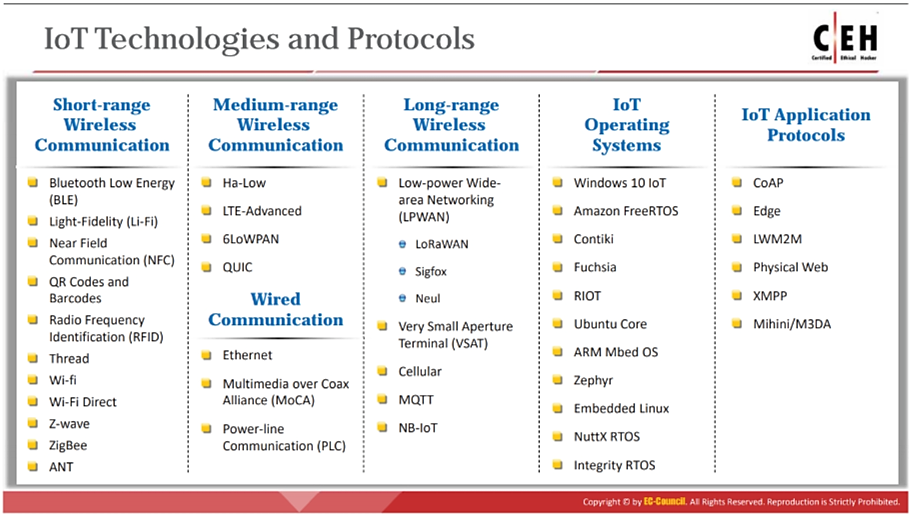 IoT Technologies and Protocols
C|EH
Certified Ethical Hacker
Short-range
Wireless
Communication
Bluetooth Low Energy
(BLE)
Light-Fidelity (Li-Fi)
Near Field
Communication (NFC)
QR Codes and
Barcodes
Radio Frequency
Identification (RFID)
Thread
Wi-fi
Wi-Fi Direct
Z-wave
ZigBee
ANT
Medium-range
Wireless
Communication
Ha-Low
LTE-Advanced
6LoWPAN
QUIC
Wired
Communication
Ethernet
Multimedia over Coax
Alliance (MoCA)
Power-line
Communication (PLC)
Long-range
Wireless
Communication
Low-power Wide-
area Networking
(LPWAN)
LoRaWAN
Sigfox
Neul
Very Small Aperture
Terminal (VSAT)
Cellular
MQTT
NB-IoT
IoT
Operating
Systems
Windows 10 IoT
Amazon FreeRTOS
Contiki
Fuchsia
RIOT
Ubuntu Core
ARM Mbed OS
Zephyr
Embedded Linux
NuttX RTOS
Integrity RTOS
IoT Application
Protocols
CoAP
Edge
LWM2M
Physical Web
XMPP
Mihini/M3DA
Copyright © by EC-Council. All Rights Reserved. Reproduction is Strictly Prohibited.